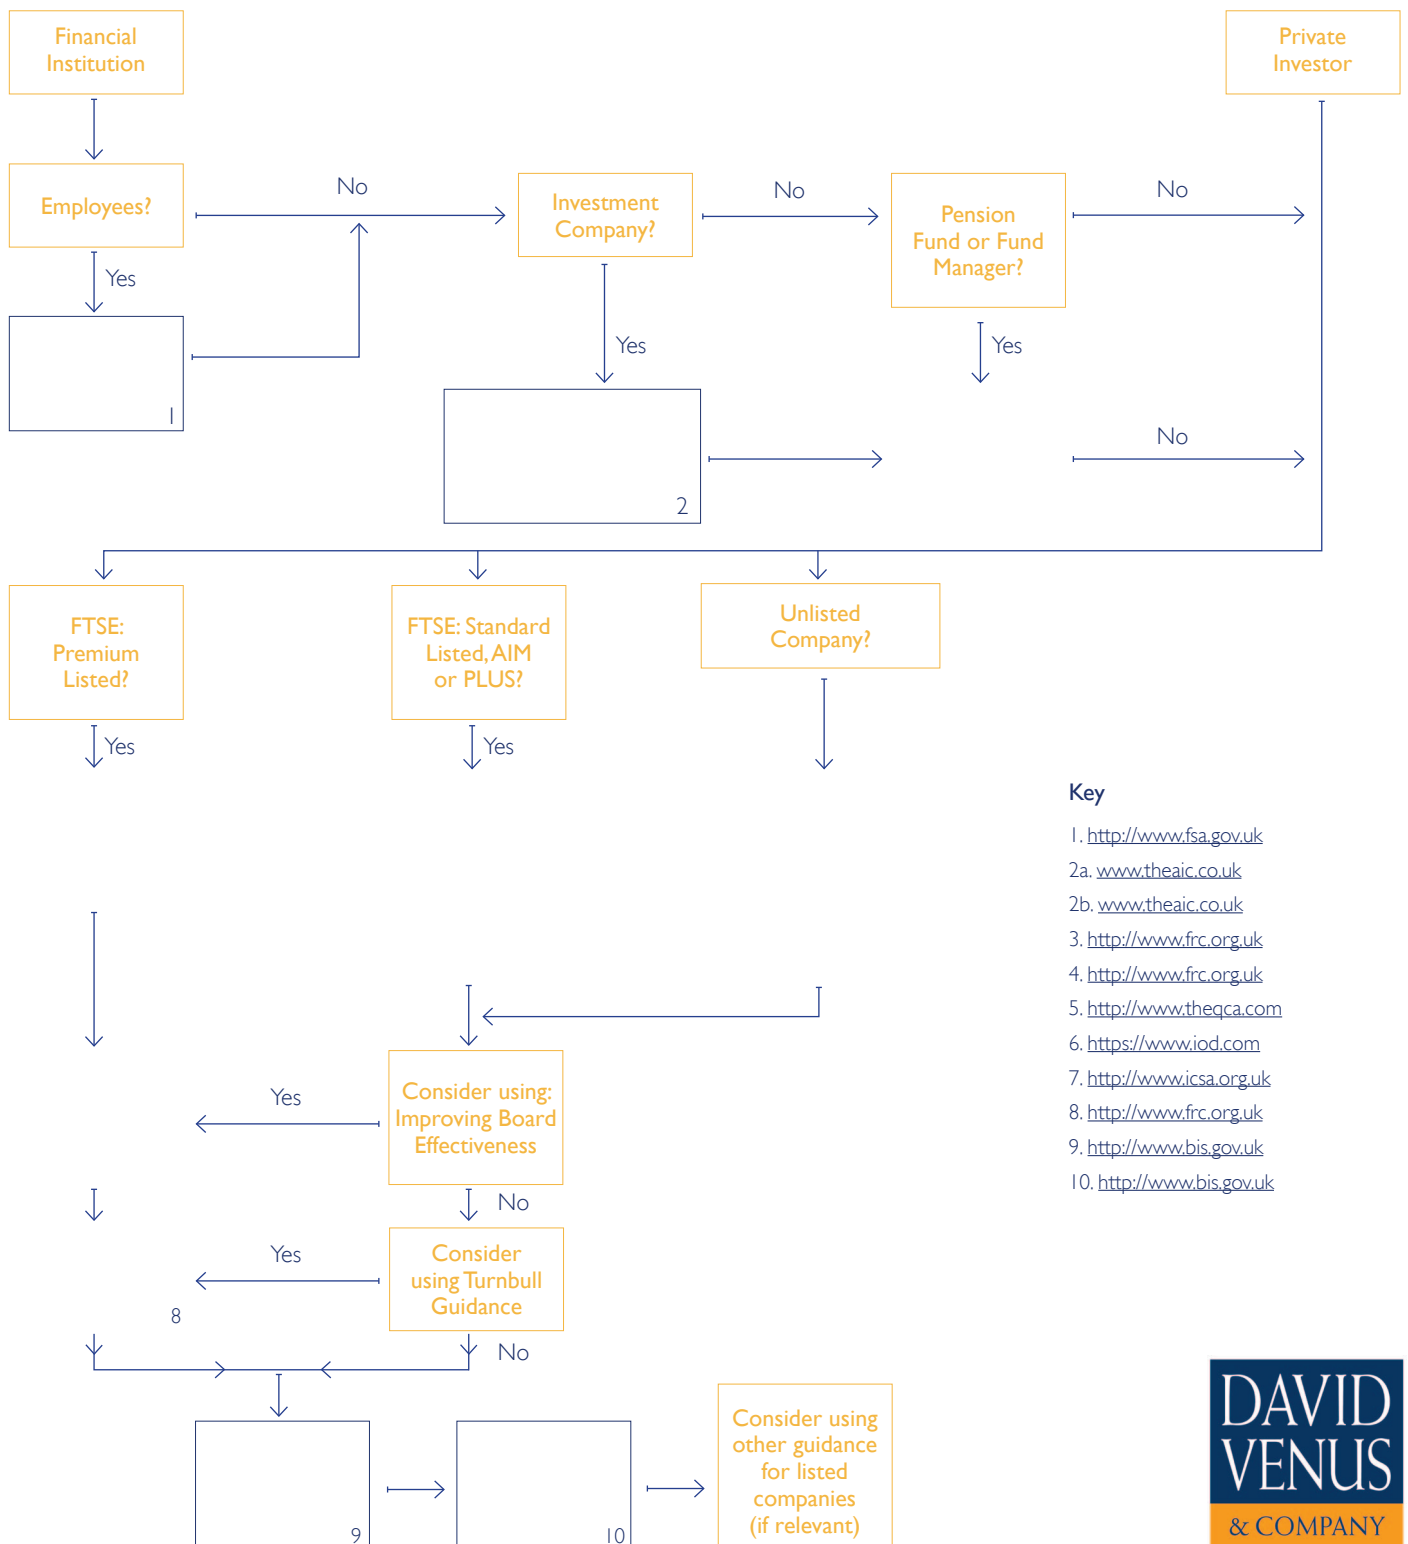 Financial
Institution
Private
Investor
Employees?
No
Investment
Company?
No
Pension
Fund or Fund
Manager?
No
Yes
1
Yes
2
Yes
No
FTSE:
Premium
Listed?
FTSE: Standard
Listed, AIM
or PLUS?
Unlisted
Company?
Yes
Yes
Key
1. http://www.fsa.gov.uk
2a. www.theaic.co.uk
2b. www.theaic.co.uk
3. http://www.frc.org.uk
4. http://www.frc.org.uk
5. http://www.theqca.com
6. https://www.iod.com
7. http://www.icsa.org.uk
8. http://www.frc.org.uk
9. http://www.bis.gov.uk
10. http://www.bis.gov.uk
Yes
Consider using:
Improving Board
Effectiveness
No
Yes
Consider
using Turnbull
Guidance
8
No
9
10
Consider using
other guidance
for listed
companies
(if relevant)
DAVID
VENUS
& COMPANY